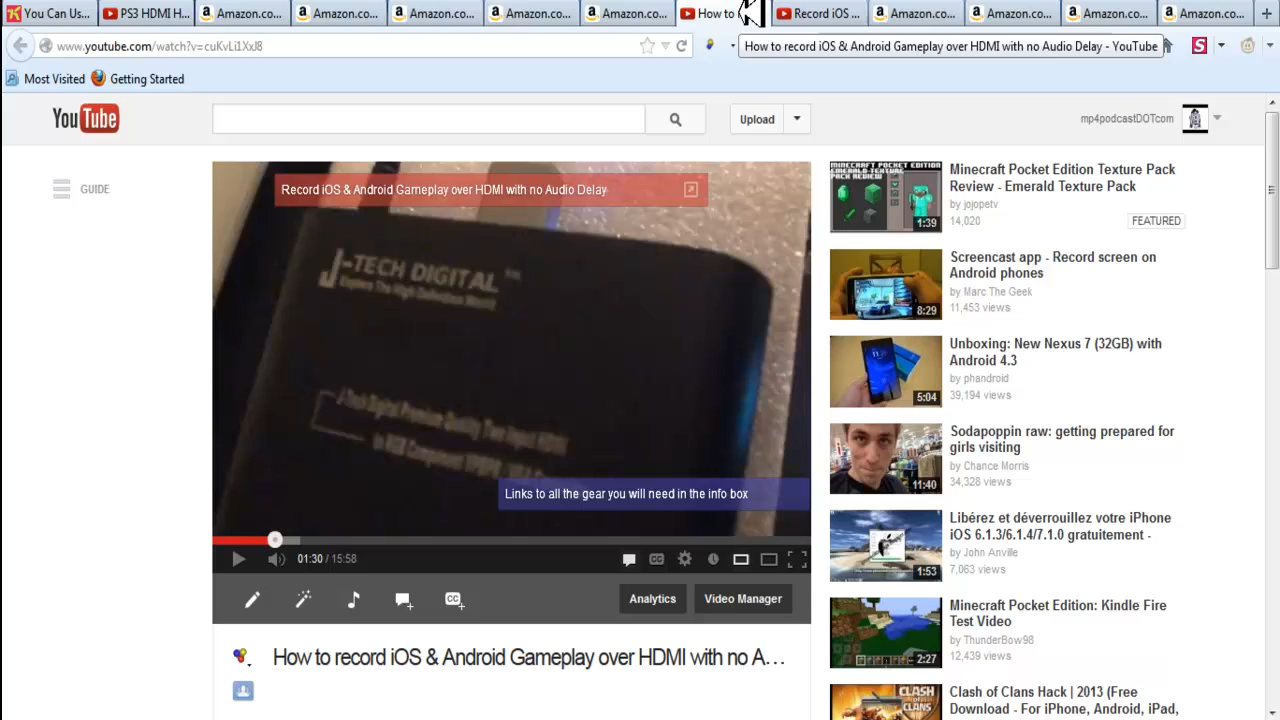 You Can Us...
PS3 HDMI H...
Amazon.co...
Amazon.co...
Amazon.co...
Amazon.co...
Amazon.co...
How to
Record iOS ...
Amazon.co...
Amazon.co...
Amazon.co...
Amazon.co...
www.youtube.com/watch?v=cuKvLi1XxJ8
How to record iOS & Android Gameplay over HDMI with no Audio Delay - YouTube
Most Visited
Getting Started
YouTube
Upload
mp4podcastDOTcom
GUIDE
Record iOS & Android Gameplay over HDMI with no Audio Delay
J-TECH DIGITAL™
Links to all the gear you will need in the info box
01:30 / 15:58
Analytics
Video Manager
How to record iOS & Android Gameplay over HDMI with no A...
MINECRAFT POCKET EDITION
EMERALD TEXTURE
PACK REVIEW
1:39
Minecraft Pocket Edition Texture Pack
Review - Emerald Texture Pack
by jojopetv
14,020
FEATURED
8:29
Screencast app - Record screen on
Android phones
by Marc The Geek
11,453 views
5:04
Unboxing: New Nexus 7 (32GB) with
Android 4.3
by phandroid
39,194 views
11:40
Sodapoppin raw: getting prepared for
girls visiting
by Chance Morris
34,328 views
1:53
Libérez et déverrouillez votre iPhone
iOS 6.1.3/6.1.4/7.1.0 gratuitement -
by John Anville
7,063 views
2:27
Minecraft Pocket Edition: Kindle Fire
Test Video
by ThunderBow98
12,439 views
CLASH
Clash of Clans Hack | 2013 (Free
Download - For iPhone, Android, iPad,